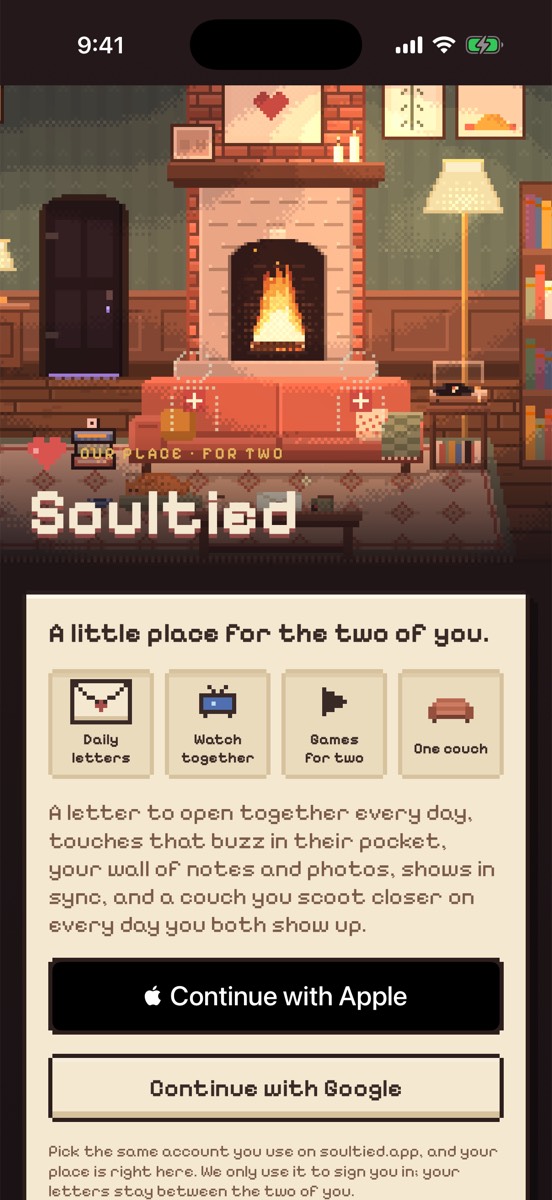 9:41
OUR PLACE · FOR TWO
Soultied
A little place for the two of you.
Daily letters
Watch together
Games for two
One couch
A letter to open together every day,
touches that buzz in their pocket,
your wall of notes and photos, shows in
sync, and a couch you scoot closer on
every day you both show up.
Continue with Apple
Continue with Google
Pick the same account you use on soultied.app, and your
place is right here. We only use it to sign you in; your
letters stay between the two of you.